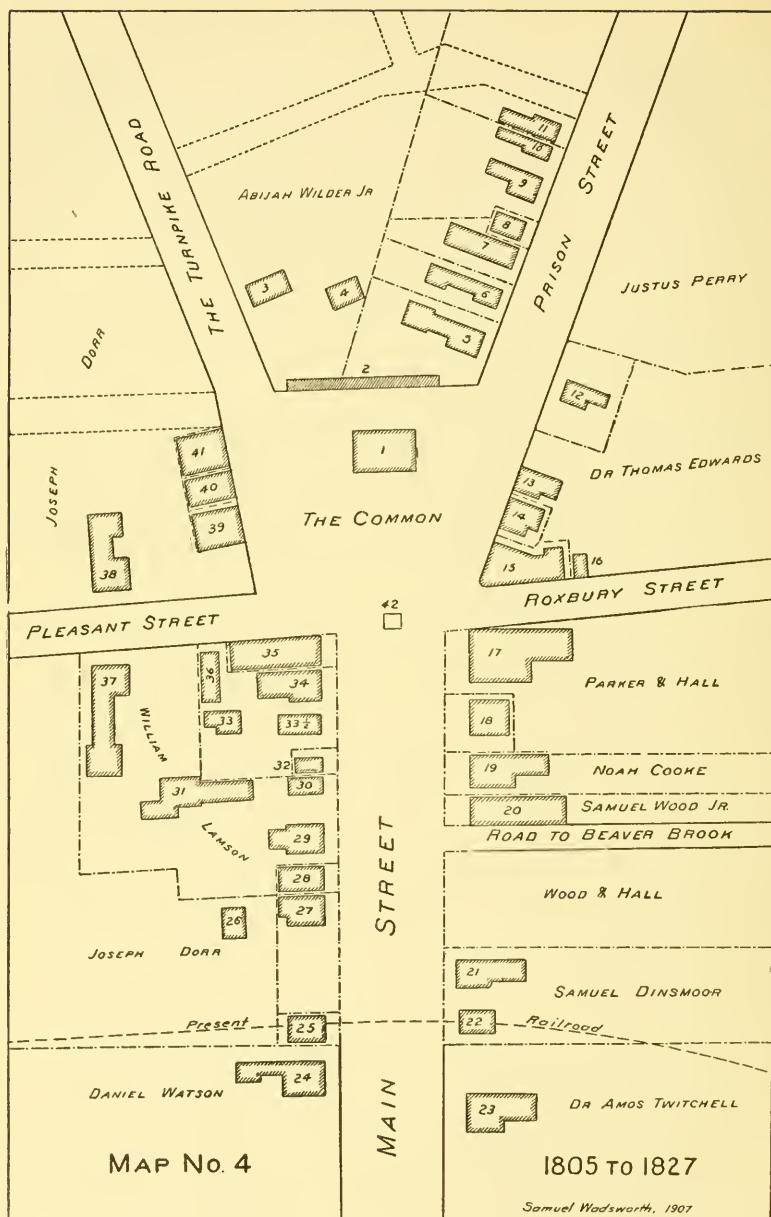 THE TURNPIKE ROAD
PRISON STREET
11
10
9
ABIJAH WILDER JR
8
7
3
4
6
JUSTUS PERRY
DORR
5
2
12
41
1
DR THOMAS EDWARDS
40
13
JOSEPH
39
THE COMMON
14
38
15
16
ROXBURY STREET
42
PLEASANT STREET
35
17
37
36
34
PARKER & HALL
WILLIAM
33
33½
18
32
19
NOAH COOKE
31
30
20
SAMUEL WOOD JR.
LAMSON
29
ROAD TO BEAVER BROOK
28
MAIN STREET
WOOD & HALL
26
27
JOSEPH DORR
21
SAMUEL DINSMOOR
Present
25
22
Railroad
24
DANIEL WATSON
23
DR AMOS TWITCHELL
MAP NO. 4
1805 TO 1827
Samuel Wadsworth, 1907